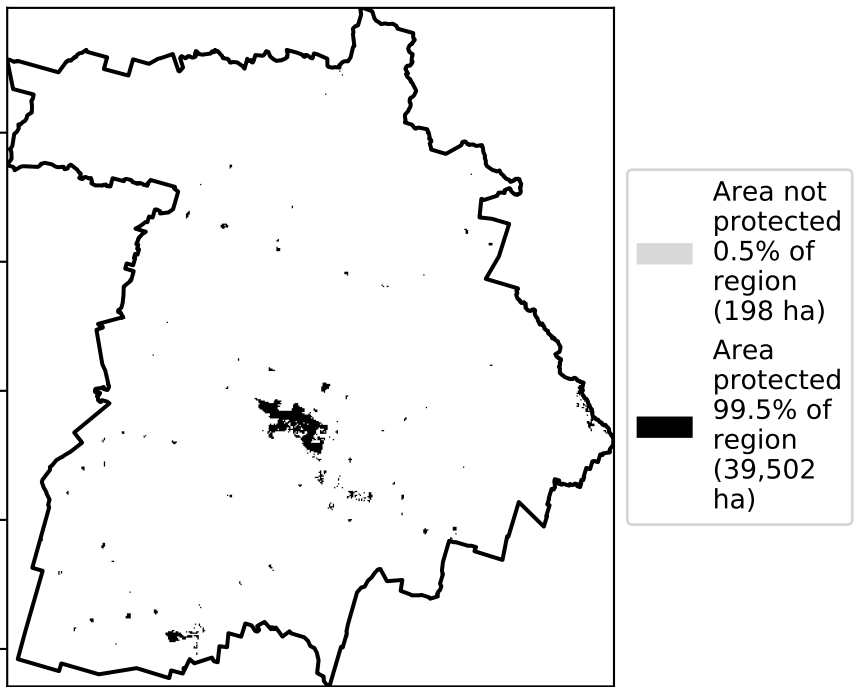 Area not
protected
0.5% of
region
(198 ha)
Area
protected
99.5% of
region
(39,502
ha)